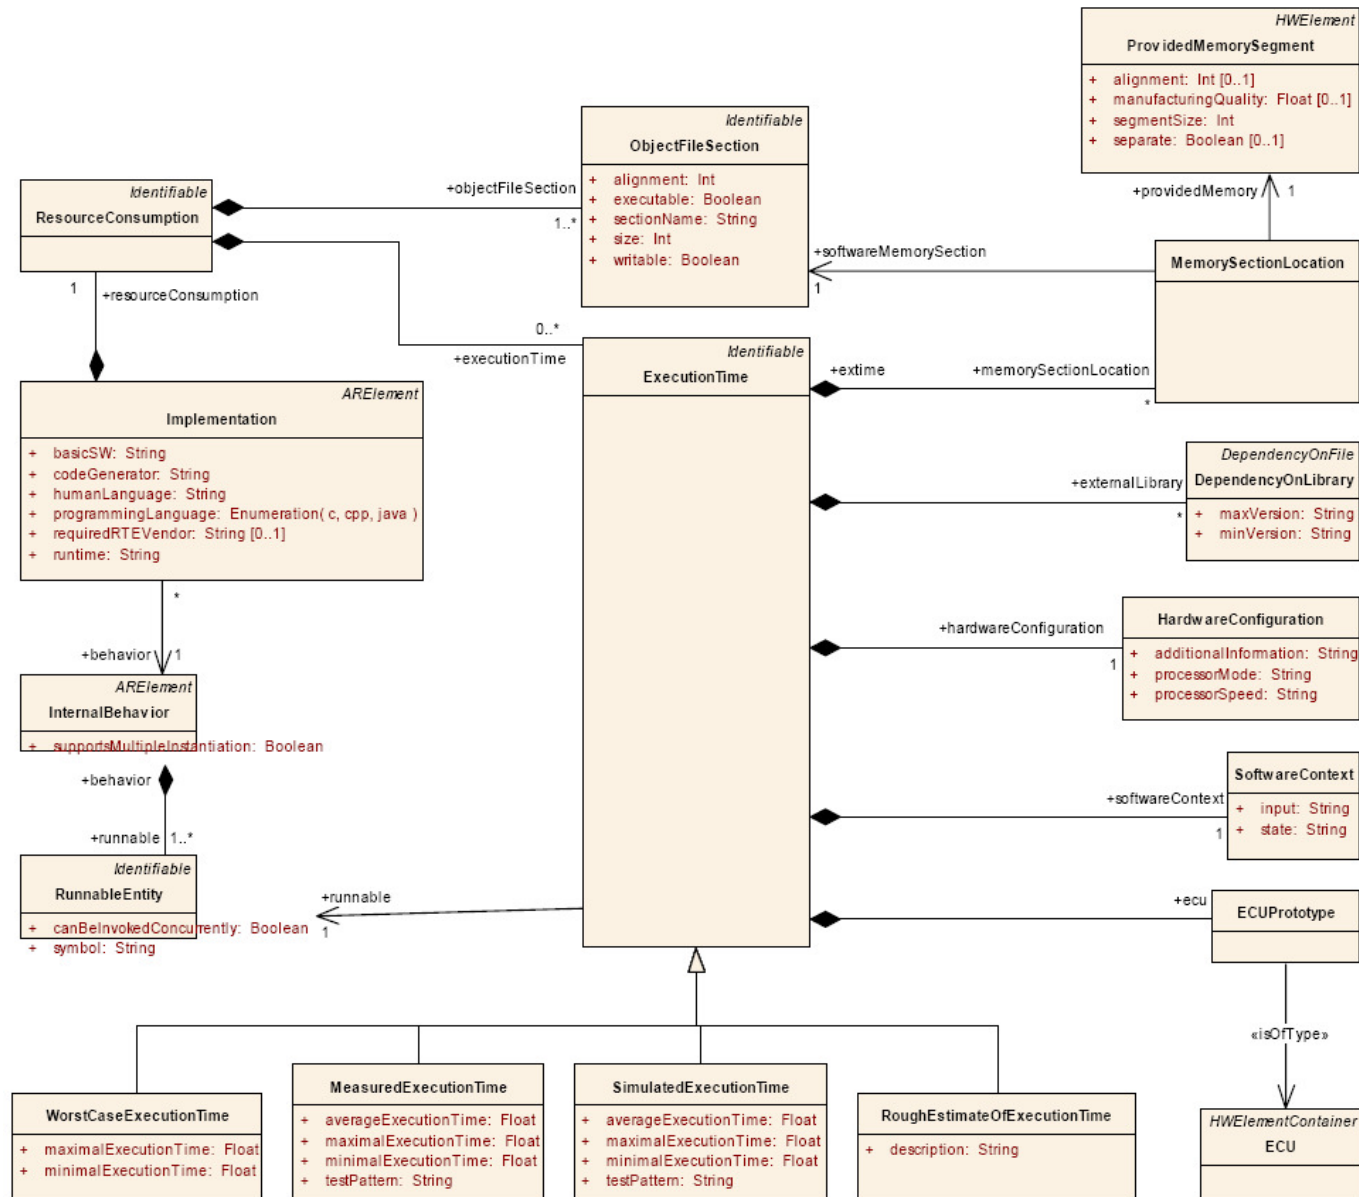 HWElement
ProvidedMemorySegment
+ alignment: Int [0..1]
+ manufacturingQuality: Float [0..1]
+ segmentSize: Int
+ separate: Boolean [0..1]
Identifiable
ObjectFileSection
+ alignment: Int
+ executable: Boolean
+ sectionName: String
+ size: Int
+ writable: Boolean
Identifiable
ResourceConsumption
+objectFileSection
1..*
+providedMemory
1
MemorySectionLocation
+softwareMemorySection
1
1
+resourceConsumption
0..*
+executionTime
Identifiable
ExecutionTime
+extime
+memorySectionLocation
*
ARElement
Implementation
+ basicSW: String
+ codeGenerator: String
+ humanLanguage: String
+ programmingLanguage: Enumeration( c, cpp, java )
+ requiredRTEVendor: String [0..1]
+ runtime: String
DependencyOnFile
DependencyOnLibrary
+ maxVersion: String
+ minVersion: String
+externalLibrary
*
*
+behavior
1
HardwareConfiguration
+ additionalInformation: String
+ processorMode: String
+ processorSpeed: String
+hardwareConfiguration
1
ARElement
InternalBehavior
+ supportsMultipleInstantiation: Boolean
+behavior
+runnable
1..*
SoftwareContext
+ input: String
+ state: String
+softwareContext
1
Identifiable
RunnableEntity
+ canBeInvokedConcurrently: Boolean
+ symbol: String
+runnable
1
+ecu
ECUPrototype
«isOfType»
WorstCaseExecutionTime
+ maximalExecutionTime: Float
+ minimalExecutionTime: Float
MeasuredExecutionTime
+ averageExecutionTime: Float
+ maximalExecutionTime: Float
+ minimalExecutionTime: Float
+ testPattern: String
SimulatedExecutionTime
+ averageExecutionTime: Float
+ maximalExecutionTime: Float
+ minimalExecutionTime: Float
+ testPattern: String
RoughEstimateOfExecutionTime
+ description: String
HWElementContainer
ECU